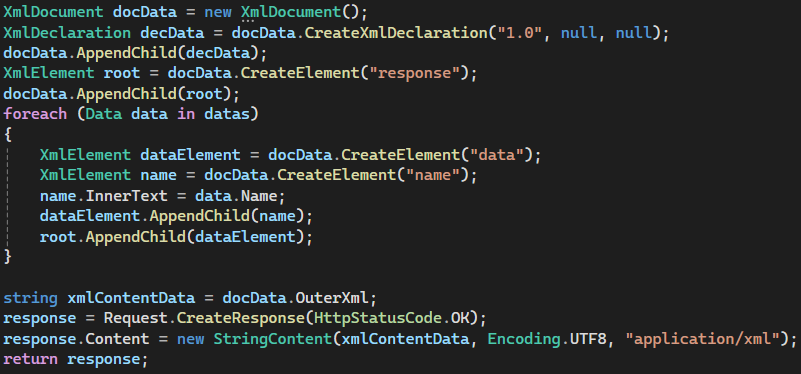 XmlDocument docData = new XmlDocument();
XmlDeclaration decData = docData.CreateXmlDeclaration("1.0", null, null);
docData.AppendChild(decData);
XmlElement root = docData.CreateElement("response");
docData.AppendChild(root);
foreach (Data data in datas)
{
    XmlElement dataElement = docData.CreateElement("data");
    XmlElement name = docData.CreateElement("name");
    name.InnerText = data.Name;
    dataElement.AppendChild(name);
    root.AppendChild(dataElement);
}
string xmlContentData = docData.OuterXml;
response = Request.CreateResponse(HttpStatusCode.OK);
response.Content = new StringContent(xmlContentData, Encoding.UTF8, "application/xml");
return response;